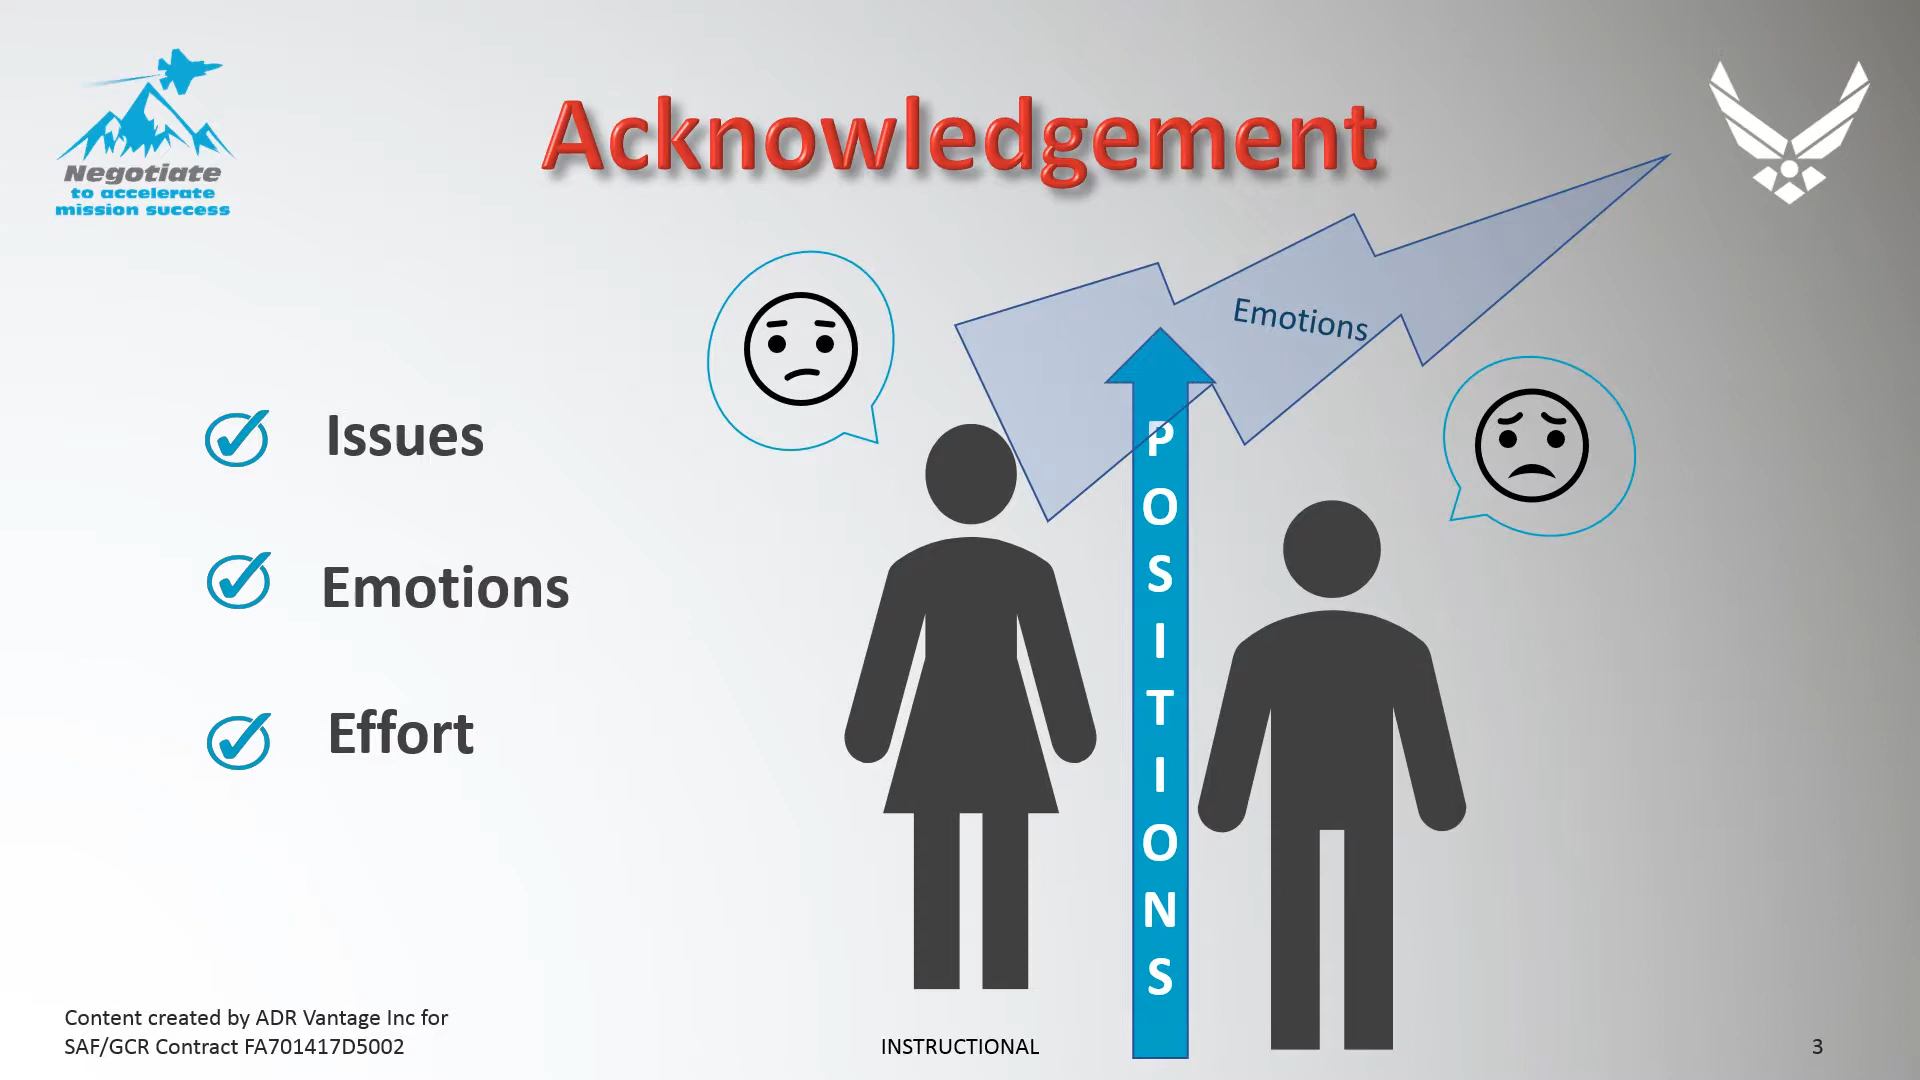 Negotiate
to accelerate
mission success
Acknowledgement
Issues
Emotions
Effort
Emotions
POSITIONS
Content created by ADR Vantage Inc for
SAF/GCR Contract FA701417D5002
INSTRUCTIONAL
3